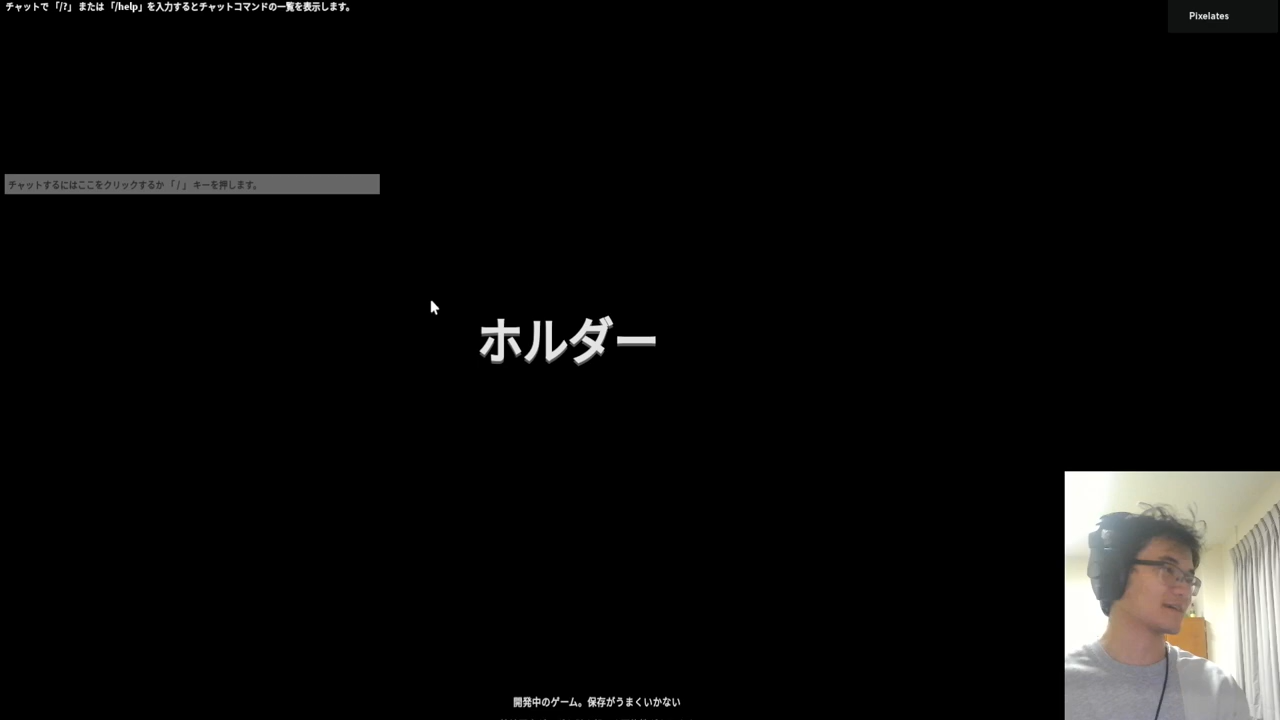 チャットで 「/?」 または 「/help」を入力するとチャットコマンドの一覧を表示します。
Pixelates
チャットするにはここをクリックするか 「/」 キーを押します。
ホルダー
開発中のゲーム。保存がうまくいかない